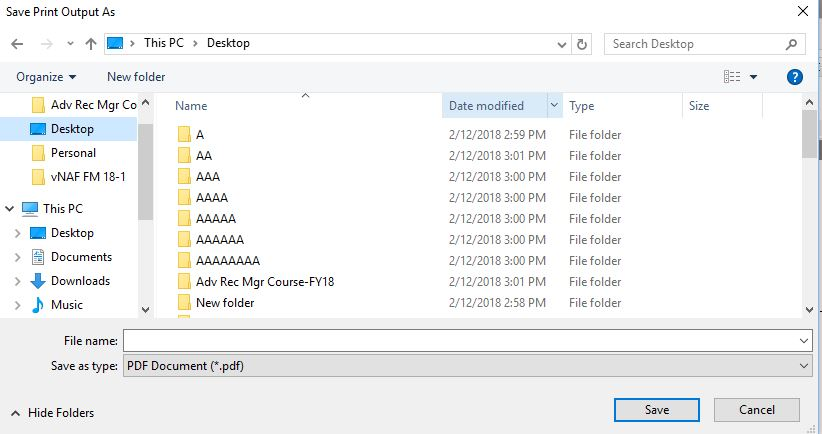 Save Print Output As
This PC > Desktop
Search Desktop
Organize New folder
Name Date modified Type Size
Adv Rec Mgr Co
Desktop
Personal
vNAF FM 18-1
This PC
Desktop
Documents
Downloads
Music
A 2/12/2018 2:59 PM File folder
AA 2/12/2018 3:01 PM File folder
AAA 2/12/2018 3:00 PM File folder
AAAA 2/12/2018 3:00 PM File folder
AAAAA 2/12/2018 3:00 PM File folder
AAAAAA 2/12/2018 3:00 PM File folder
AAAAAAAA 2/12/2018 3:00 PM File folder
Adv Rec Mgr Course-FY18 2/12/2018 3:01 PM File folder
New folder 2/12/2018 2:58 PM File folder
File name:
Save as type: PDF Document (*.pdf)
Hide Folders
Save Cancel